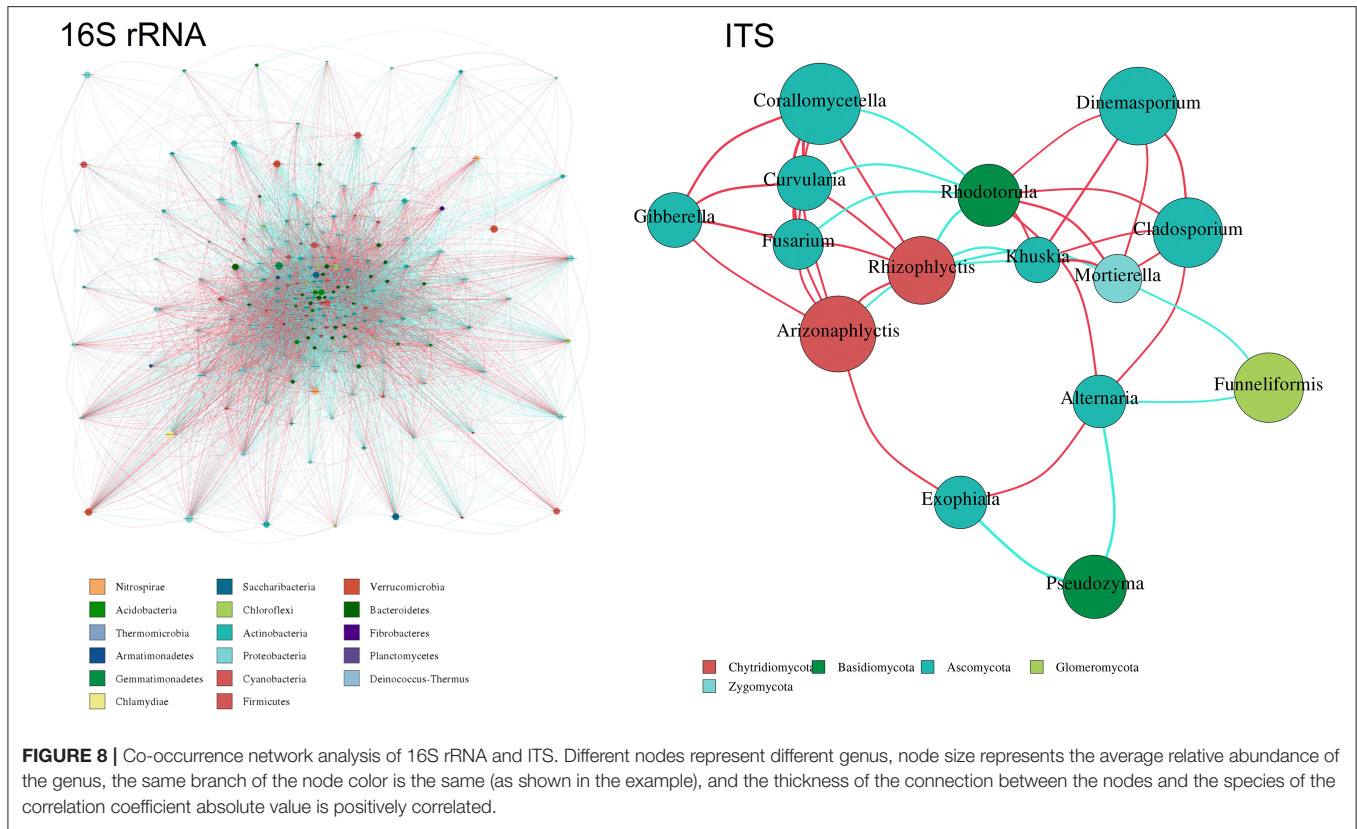 16S rRNA
ITS
Corallomycetella
Dinemasporium
Curvularia
Rhodotorula
Gibberella
Fusarium
Cladosporium
Khuskia
Rhizophlyctis
Mortierella
Arizonaphlyctis
Funneliformis
Alternaria
Exophiala
Pseudozyma
Nitrospirae
Saccharibacteria
Verrucomicrobia
Acidobacteria
Chloroflexi
Bacteroidetes
Thermomicrobia
Actinobacteria
Fibrobacteres
Armatimonadetes
Proteobacteria
Planctomycetes
Gemmatimonadetes
Cyanobacteria
Deinococcus-Thermus
Chlamydiae
Firmicutes
Chytridiomycota
Basidiomycota
Ascomycota
Glomeromycota
Zygomycota
FIGURE 8 | Co-occurrence network analysis of 16S rRNA and ITS. Different nodes represent different genus, node size represents the average relative abundance of
the genus, the same branch of the node color is the same (as shown in the example), and the thickness of the connection between the nodes and the species of the
correlation coefficient absolute value is positively correlated.